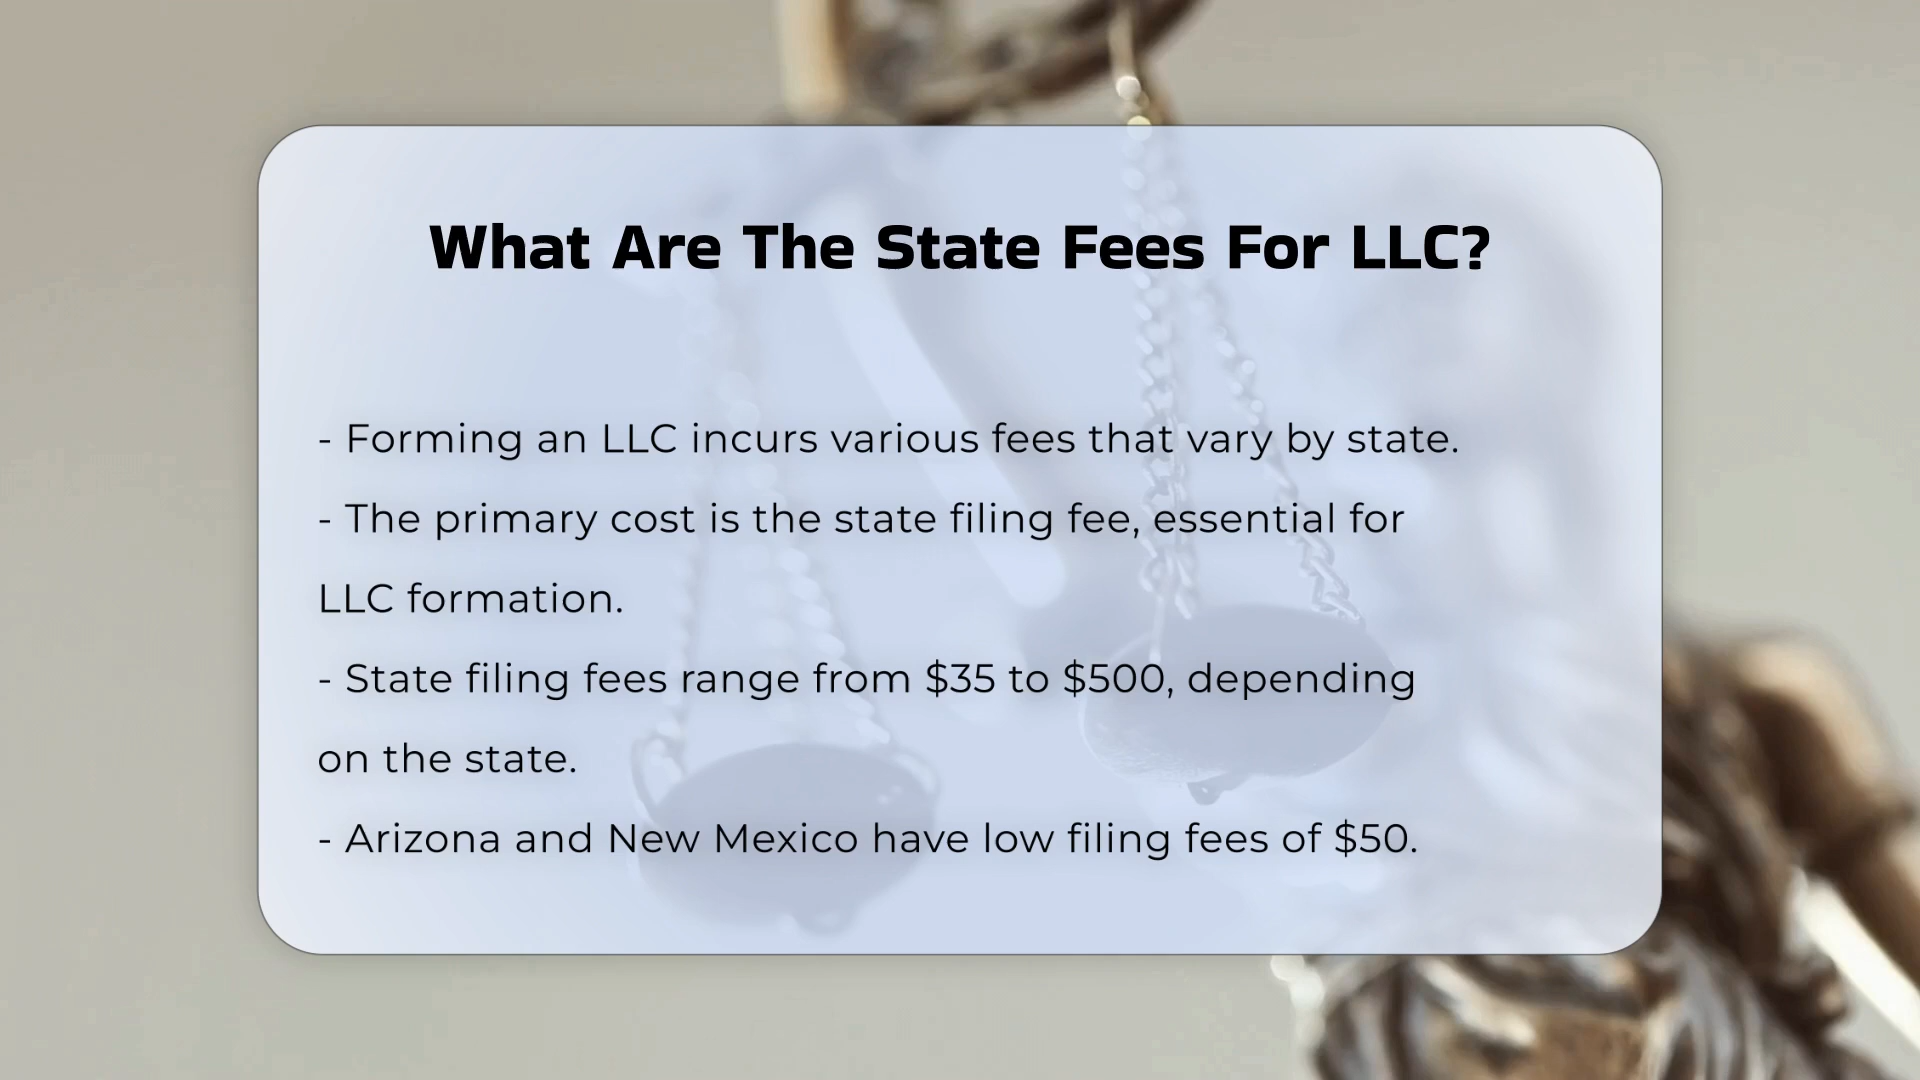 What Are The State Fees For LLC?
- Forming an LLC incurs various fees that vary by state.
- The primary cost is the state filing fee, essential for
LLC formation.
- State filing fees range from $35 to $500, depending
on the state.
- Arizona and New Mexico have low filing fees of $50.